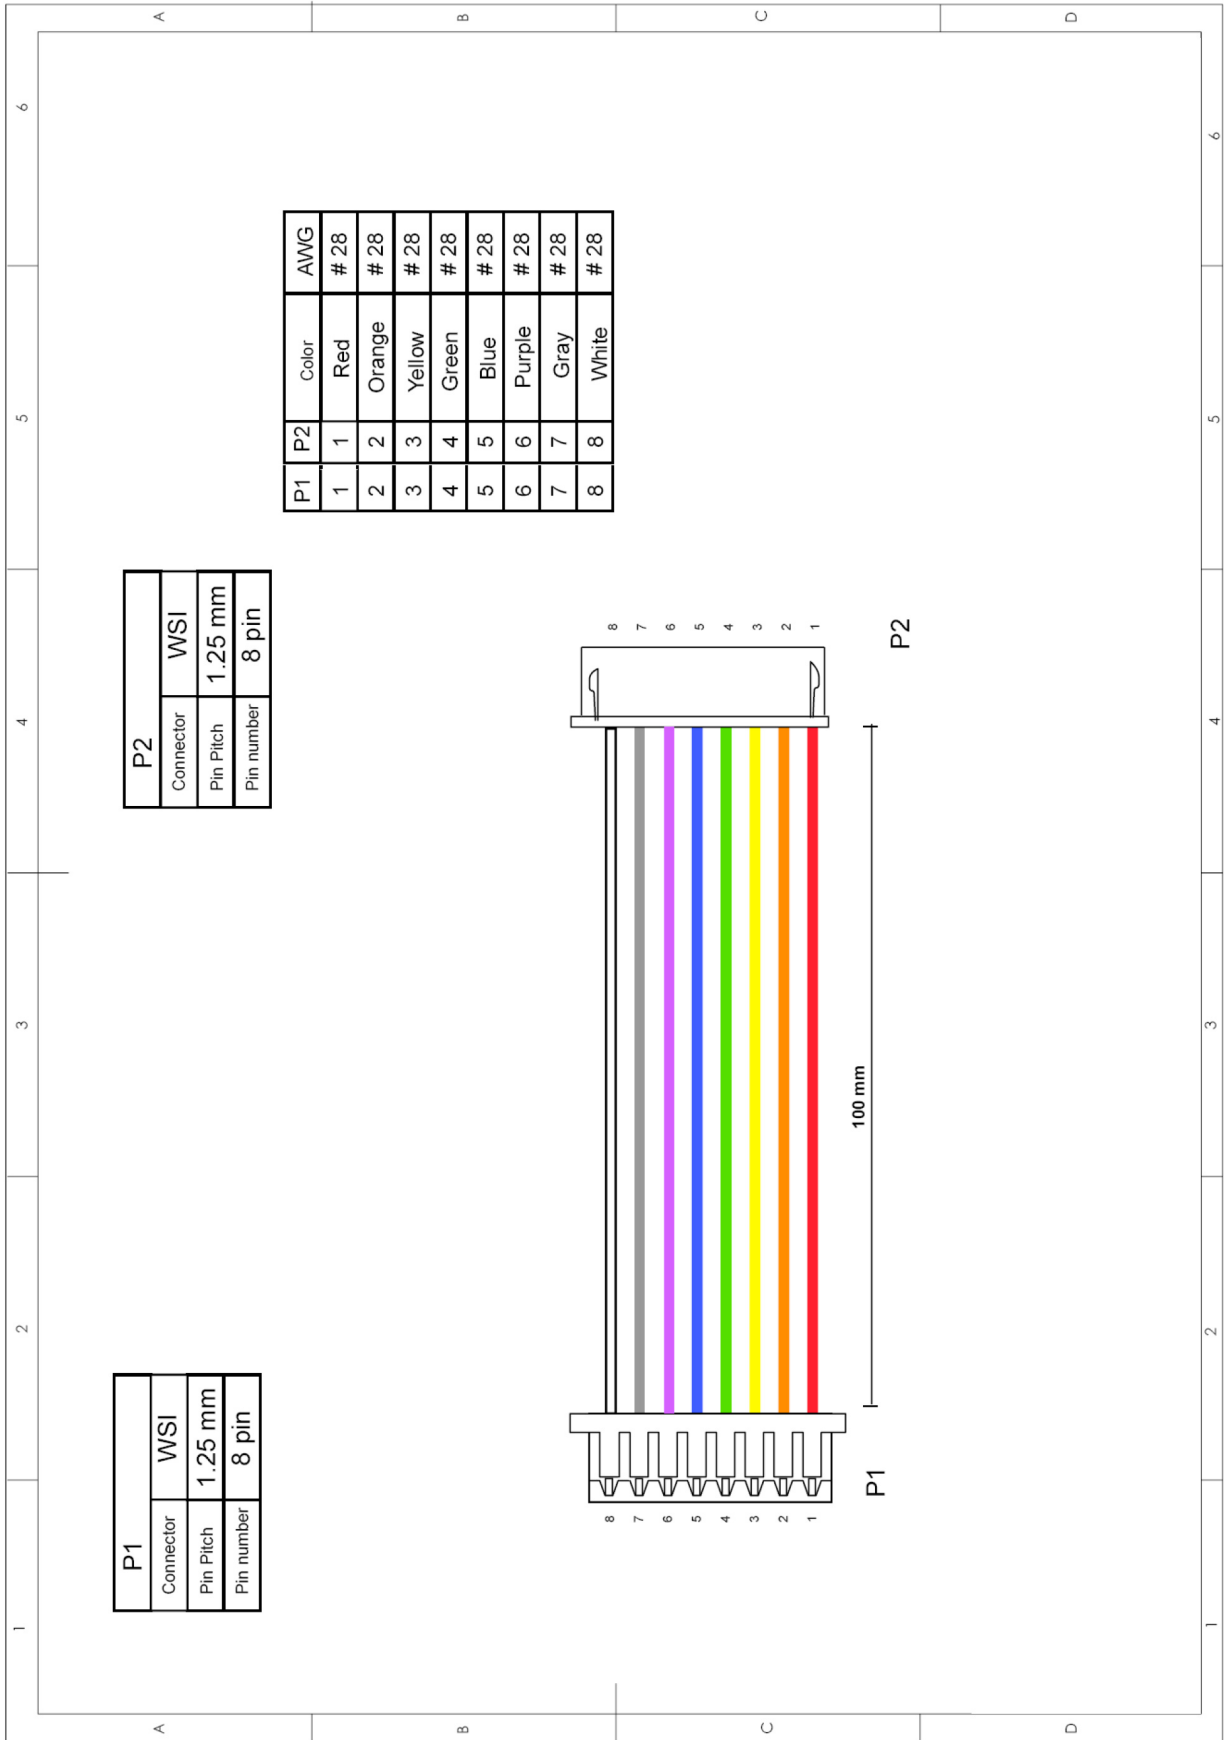 1 2 3 4 5 6
A A
P1
Connector WSI
Pin Pitch 1.25 mm
Pin number 8 pin
P2
Connector WSI
Pin Pitch 1.25 mm
Pin number 8 pin
P1 P2 Color AWG
1 1 Red # 28
2 2 Orange # 28
3 3 Yellow # 28
4 4 Green # 28
5 5 Blue # 28
6 6 Purple # 28
7 7 Gray # 28
8 8 White # 28
B B
8 8
7 7
6 6
5 5
4 4
3 3
2 2
1 1
C C
100 mm
P1 P2
D D
1 2 3 4 5 6